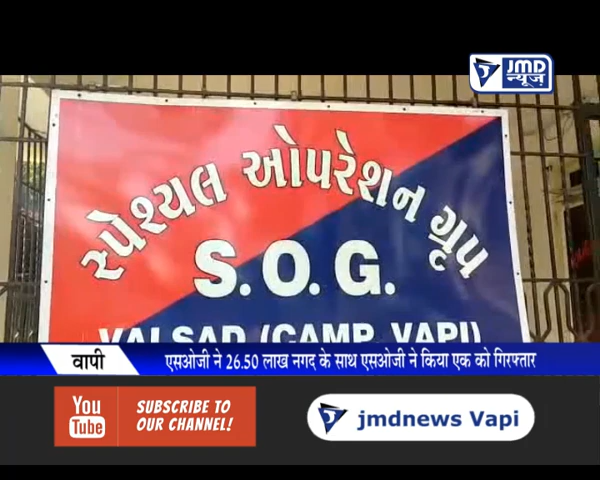 JMD
न्यूज़
સ્પેશ્યલ ઓપરેશન ગ્રૃપ
S.O.G.
VALSAD (CAMP VAPI)
वापी
एसओजी ने 26.50 लाख नगद के साथ एसओजी ने किया एक को गिरफ्तार
You Tube
SUBSCRIBE TO
OUR CHANNEL!
jmdnews Vapi